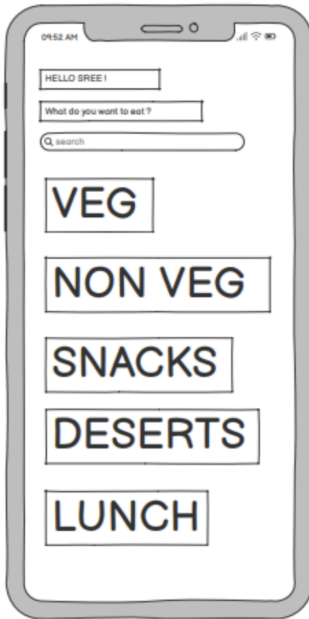 09:52 AM
HELLO SREE !
What do you want to eat ?
search
VEG
NON VEG
SNACKS
DESERTS
LUNCH